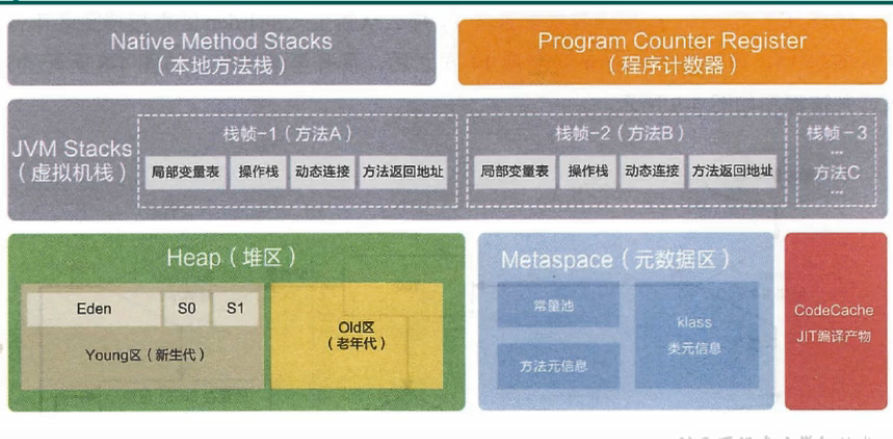 Native Method Stacks
（本地方法栈）
Program Counter Register
（程序计数器）
JVM Stacks
（虚拟机栈）
栈帧-1（方法A）
局部变量表
操作栈
动态连接
方法返回地址
栈帧-2（方法B）
局部变量表
操作栈
动态连接
方法返回地址
栈帧-3
...
方法C
...
Heap（堆区）
Eden
S0
S1
Young区（新生代）
Old区
（老年代）
Metaspace（元数据区）
常量池
方法元信息
klass
类元信息
CodeCache
JIT编译产物